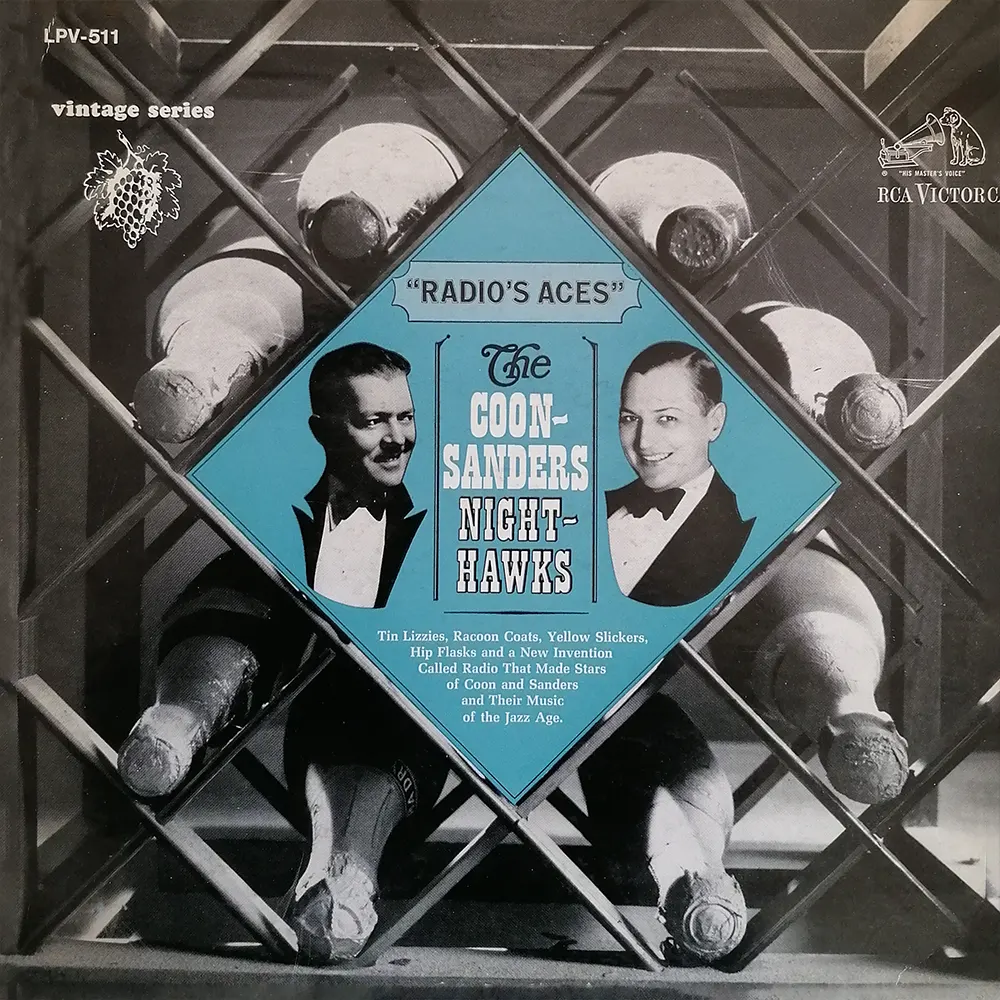 LPV-511
vintage series
"HIS MASTER'S VOICE"
RCA VICTOR
"RADIO'S ACES"
The
COON-
SANDERS
NIGHT-
HAWKS
Tin Lizzies, Racoon Coats, Yellow Slickers,
Hip Flasks and a New Invention
Called Radio That Made Stars
of Coon and Sanders
and Their Music
of the Jazz Age.